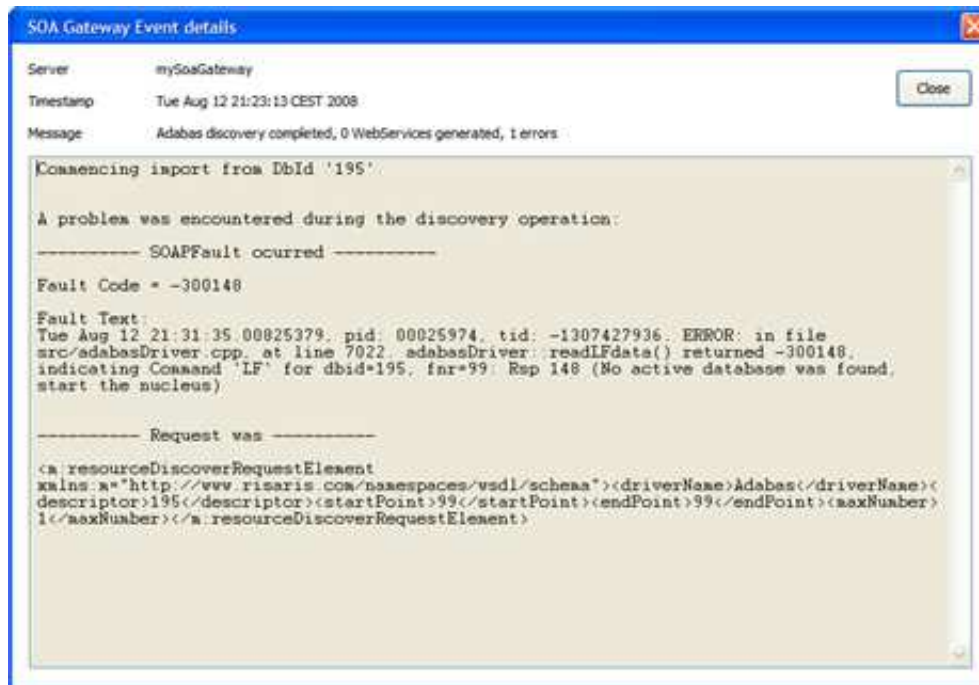 SOA Gateway Event details
Server mySoaGateway
Close
Timestamp Tue Aug 12 21:23:13 CEST 2008
Message Adabas discovery completed, 0 WebServices generated, 1 errors
Commencing import from DbId '195'.
A problem was encountered during the discovery operation:
---------- SOAPFault ocurred ----------
Fault Code = -300148
Fault Text:
Tue Aug 12 21:31:35.00825379, pid: 00025974, tid: -1307427936, ERROR: in file
src/adabasDriver.cpp, at line 7022, adabasDriver::readLFdata() returned -300148,
indicating Command 'LF' for dbid=195, fnr=99: Rsp 148 (No active database was found,
start the nucleus)
---------- Request was ----------
<m:resourceDiscoverRequestElement
xmlns:m="http://www.risaris.com/namespaces/wsdl/schema"><driverName>Adabas</driverName><
descriptor>195</descriptor><startPoint>99</startPoint><endPoint>99</endPoint><maxNumber>
1</maxNumber></m:resourceDiscoverRequestElement>